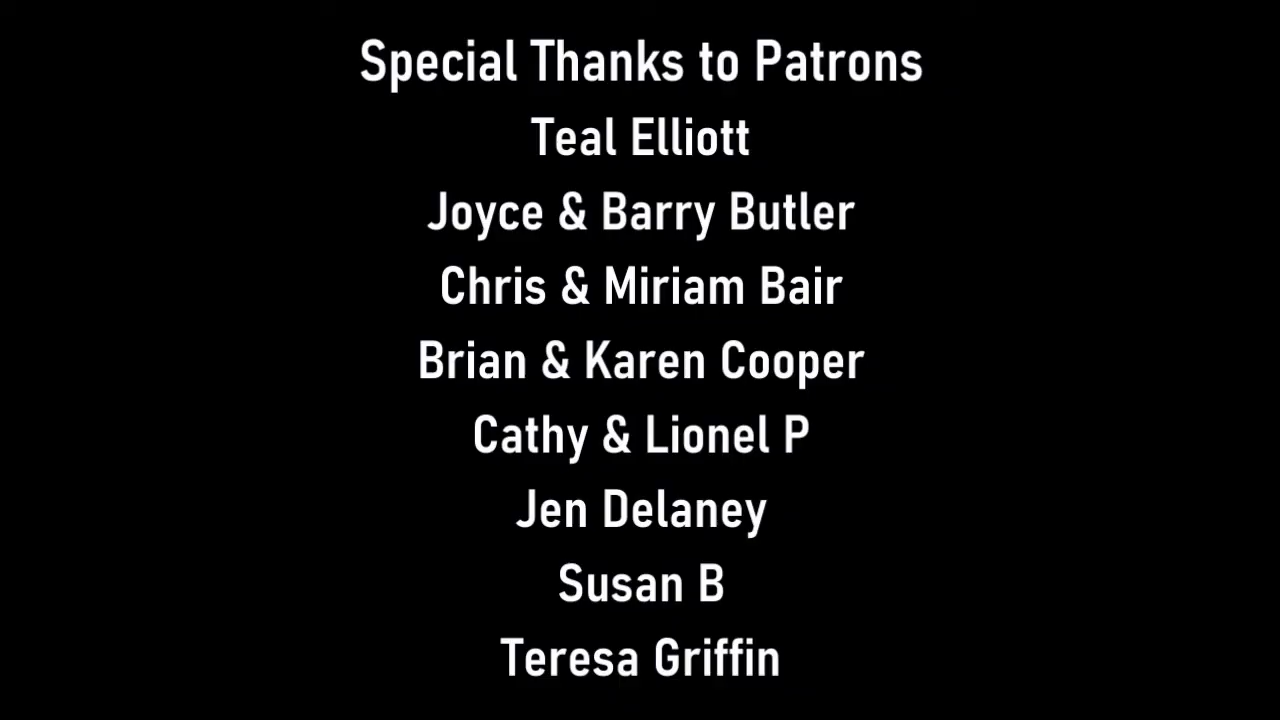 Special Thanks to Patrons
Teal Elliott
Joyce & Barry Butler
Chris & Miriam Bair
Brian & Karen Cooper
Cathy & Lionel P
Jen Delaney
Susan B
Teresa Griffin